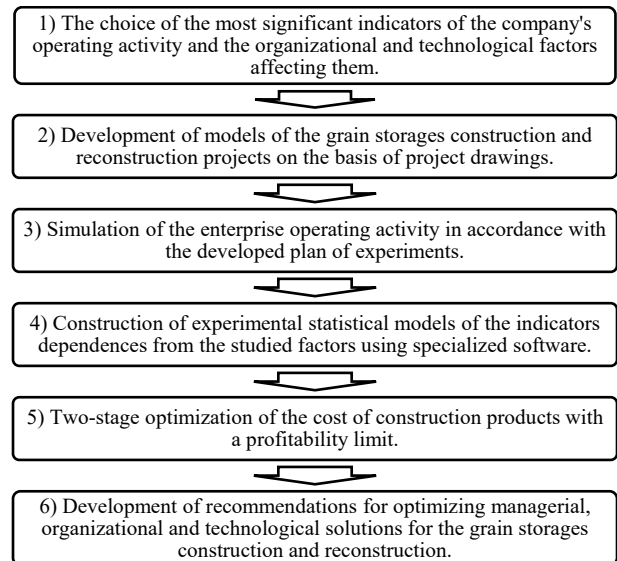 1) The choice of the most significant indicators of the company's
operating activity and the organizational and technological factors
affecting them.
2) Development of models of the grain storages construction and
reconstruction projects on the basis of project drawings.
3) Simulation of the enterprise operating activity in accordance with
the developed plan of experiments.
4) Construction of experimental statistical models of the indicators
dependences from the studied factors using specialized software.
5) Two-stage optimization of the cost of construction products with
a profitability limit.
6) Development of recommendations for optimizing managerial,
organizational and technological solutions for the grain storages
construction and reconstruction.